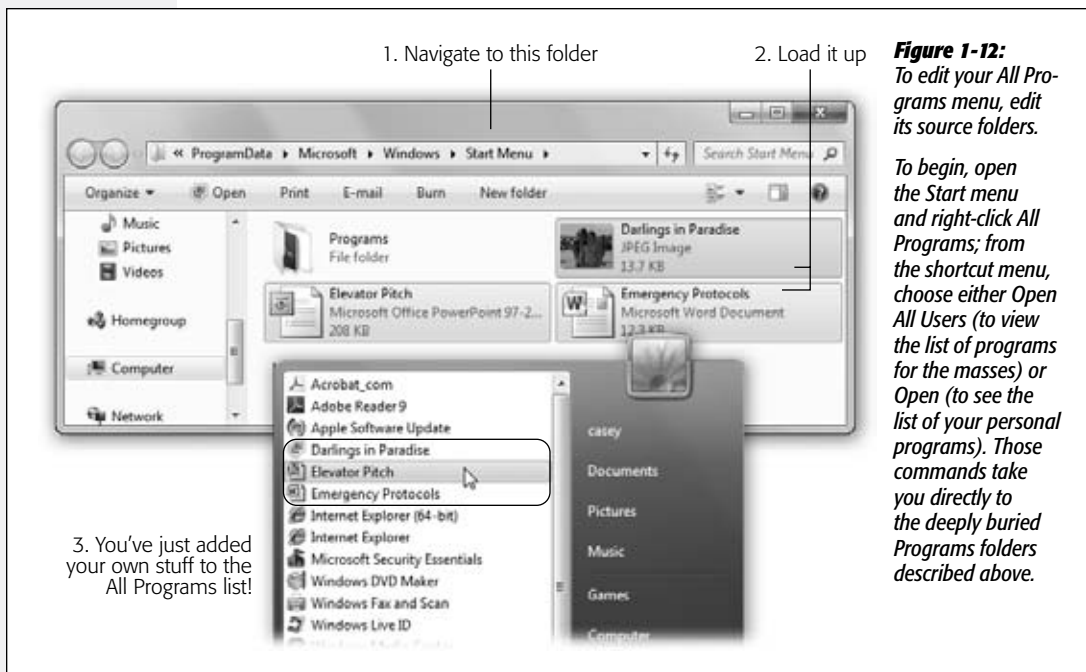 1. Navigate to this folder
2. Load it up
« ProgramData ▸ Microsoft ▸ Windows ▸ Start Menu ▸
Search Start Menu
Organize ▾ Open Print E-mail Burn New folder
Music
Pictures
Videos
Homegroup
Computer
Network
Programs
File folder
Darlings in Paradise
JPEG Image
13.7 KB
Elevator Pitch
Microsoft Office PowerPoint 97-2...
208 KB
Emergency Protocols
Microsoft Word Document
12.3 KB
Acrobat_com
Adobe Reader 9
Apple Software Update
Darlings in Paradise
Elevator Pitch
Emergency Protocols
Internet Explorer (64-bit)
Internet Explorer
Microsoft Security Essentials
Windows DVD Maker
Windows Fax and Scan
Windows Live ID
casey
Documents
Pictures
Music
Games
Computer
3. You've just added
your own stuff to the
All Programs list!
Figure 1-12:
To edit your All Pro-
grams menu, edit
its source folders.
To begin, open
the Start menu
and right-click All
Programs; from
the shortcut menu,
choose either Open
All Users (to view
the list of programs
for the masses) or
Open (to see the
list of your personal
programs). Those
commands take
you directly to
the deeply buried
Programs folders
described above.